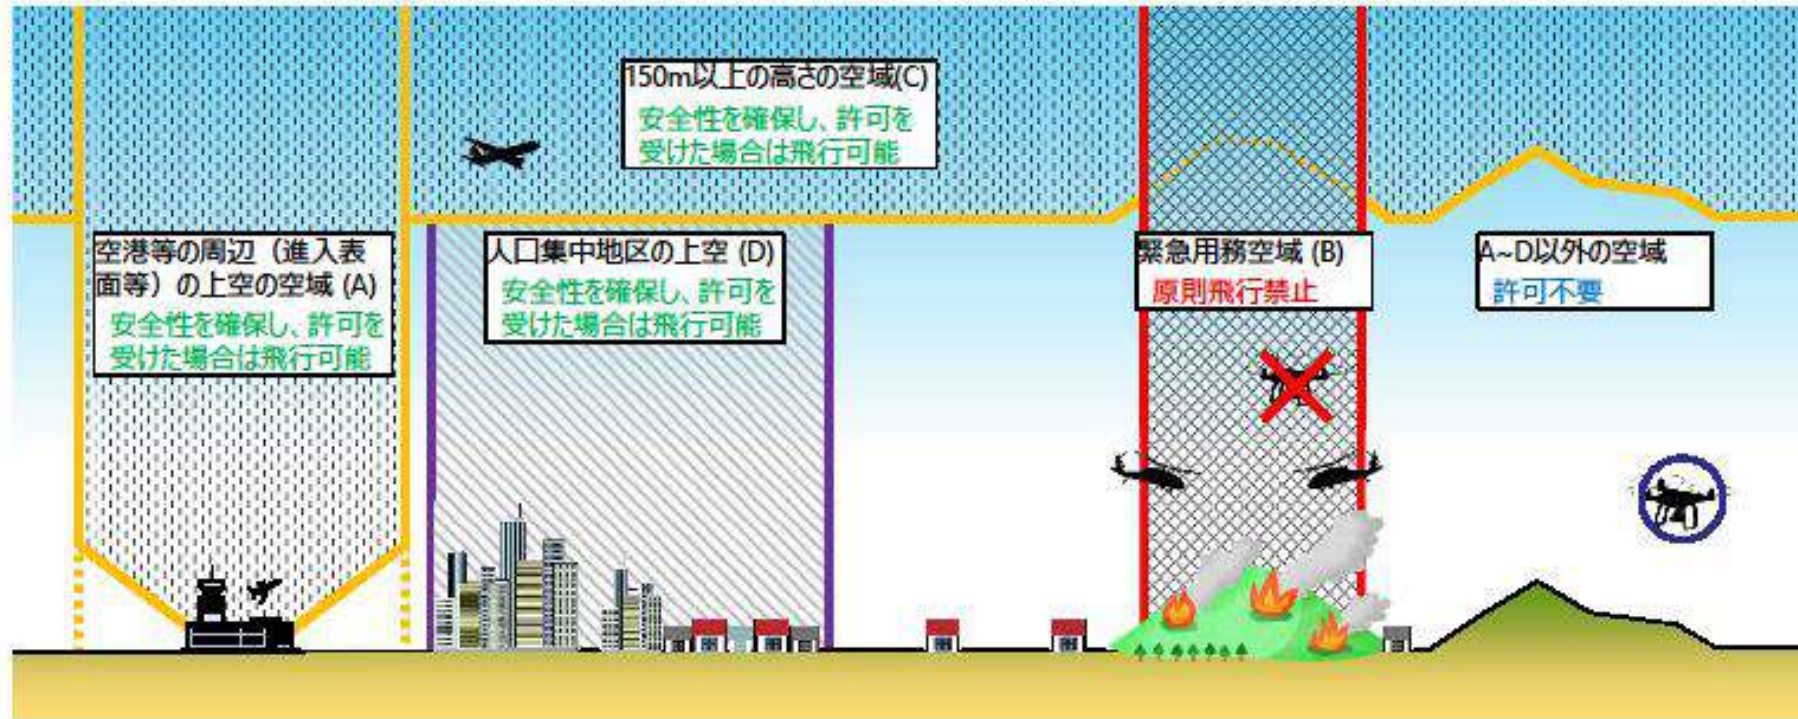 150m以上の高さの空域(C)
安全性を確保し、許可を
受けた場合は飛行可能
空港等の周辺（進入表
面等）の上空の空域 (A)
安全性を確保し、許可を
受けた場合は飛行可能
人口集中地区の上空 (D)
安全性を確保し、許可を
受けた場合は飛行可能
緊急用務空域 (B)
原則飛行禁止
A~D以外の空域
許可不要